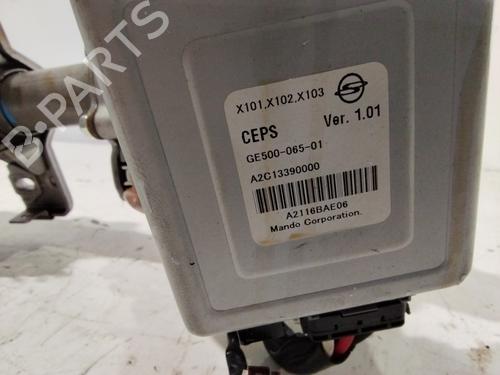 X101,X102,X103
CEPS Ver. 1.01
GE500-065-01
A2C13390000
A2116BAE06
Mando Corporation.
B-PARTS